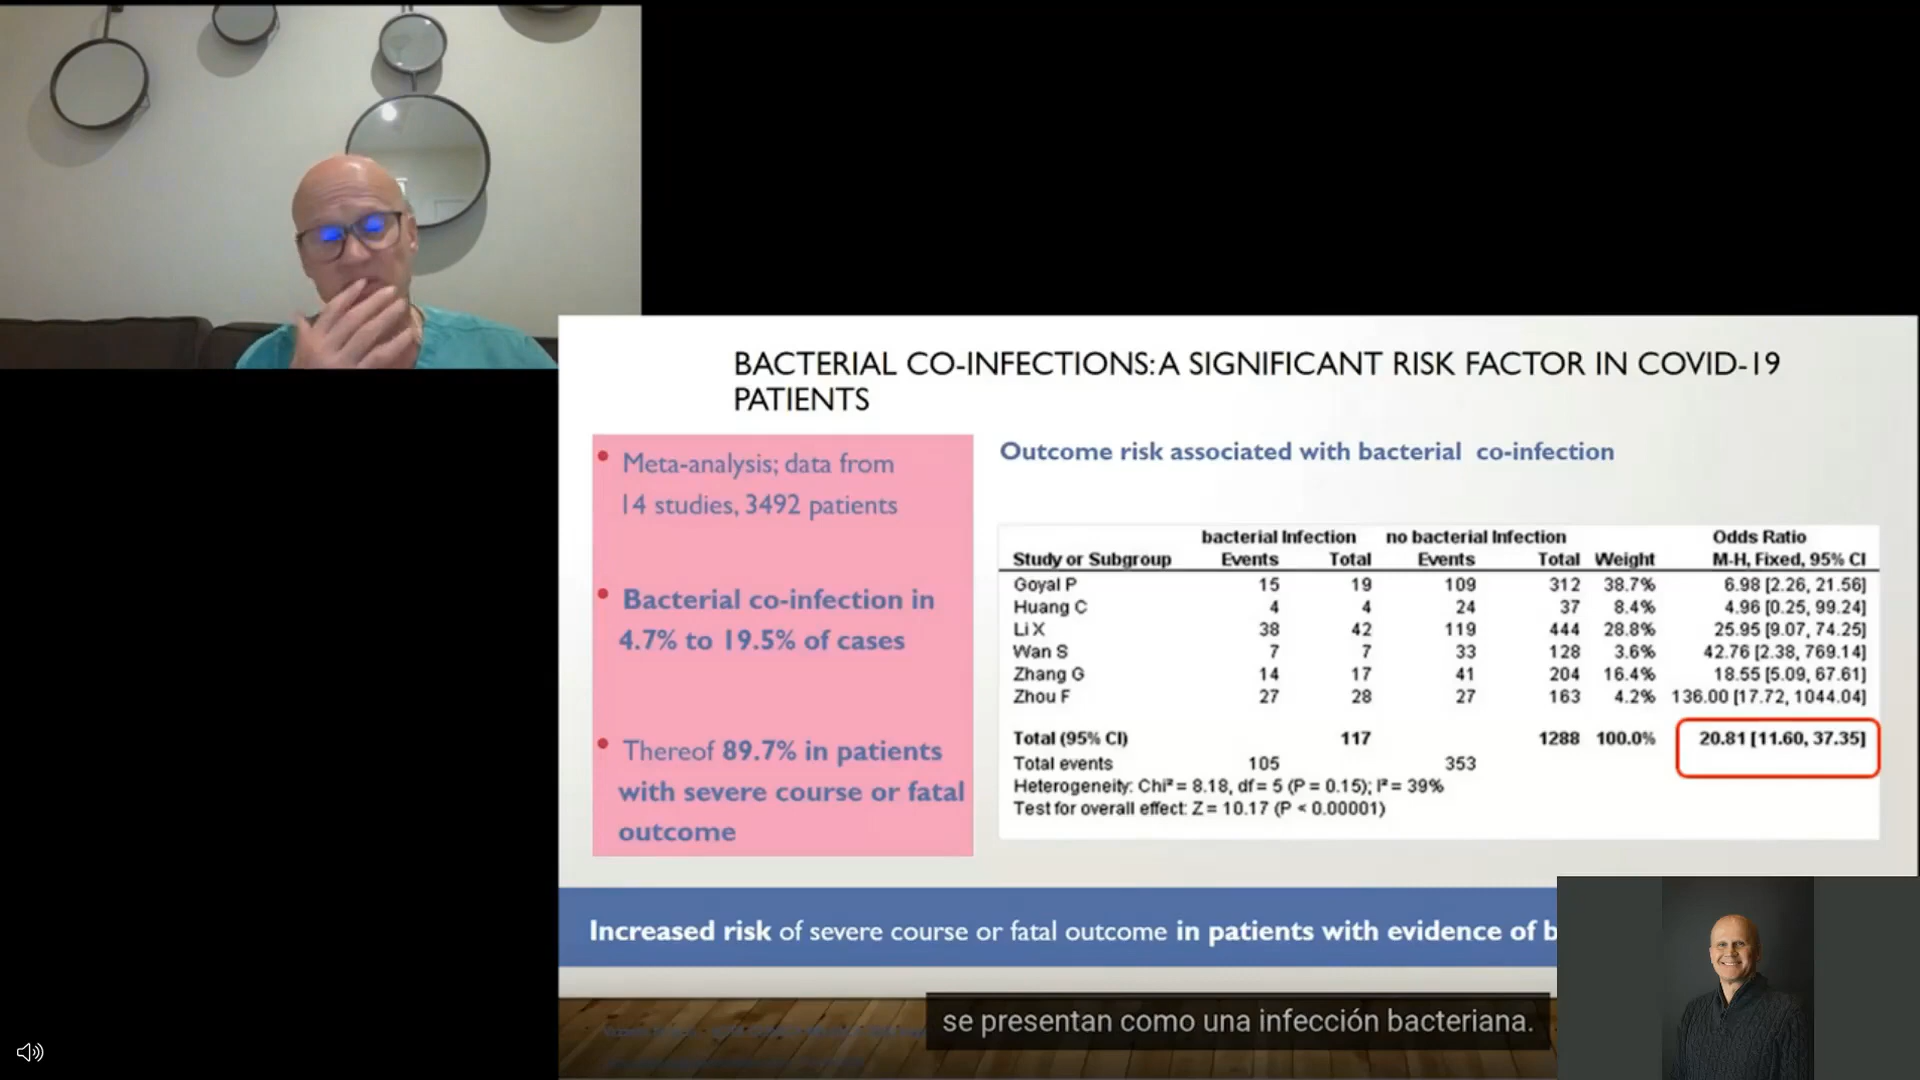 BACTERIAL CO-INFECTIONS: A SIGNIFICANT RISK FACTOR IN COVID-19
PATIENTS
• Meta-analysis; data from
14 studies, 3492 patients
• Bacterial co-infection in
4.7% to 19.5% of cases
• Thereof 89.7% in patients
with severe course or fatal
outcome
Outcome risk associated with bacterial co-infection
bacterial Infection no bacterial Infection Odds Ratio
Study or Subgroup Events Total Events Total Weight M-H, Fixed, 95% CI
Goyal P 15 19 109 312 38.7% 6.98 [2.26, 21.56]
Huang C 4 4 24 37 8.4% 4.96 [0.25, 99.24]
Li X 38 42 119 444 28.8% 25.95 [9.07, 74.25]
Wan S 7 7 33 128 3.6% 42.76 [2.38, 769.14]
Zhang G 14 17 41 204 16.4% 18.55 [5.09, 67.61]
Zhou F 27 28 27 163 4.2% 136.00 [17.72, 1044.04]
Total (95% CI) 117 1288 100.0% 20.81 [11.60, 37.35]
Total events 105 353
Heterogeneity: Chi² = 8.18, df = 5 (P = 0.15); I² = 39%
Test for overall effect: Z = 10.17 (P < 0.00001)
Increased risk of severe course or fatal outcome in patients with evidence of b
se presentan como una infección bacteriana.